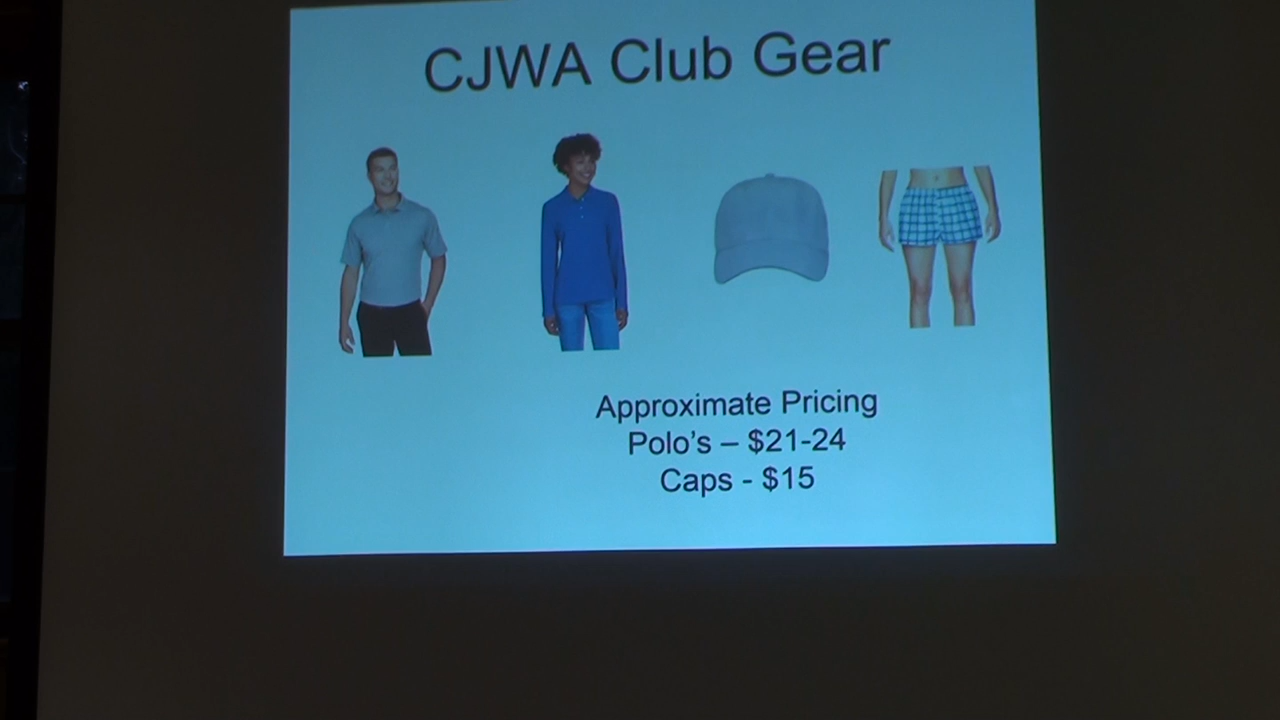 CJWA Club Gear
Approximate Pricing
Polo’s – $21-24
Caps - $15